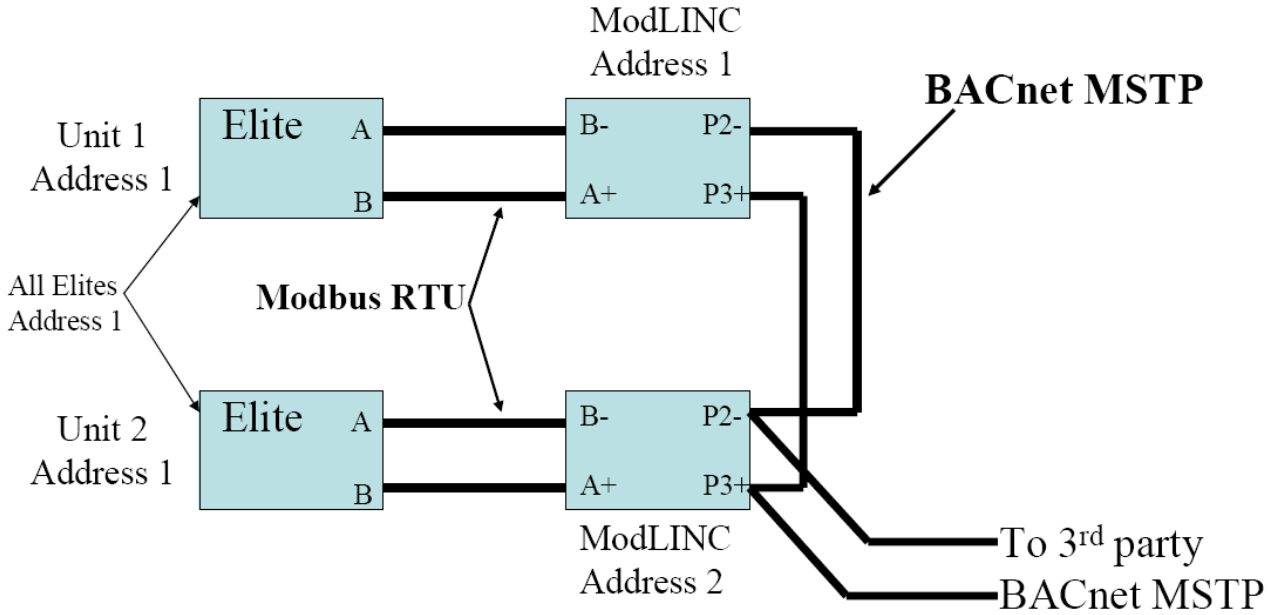 ModLINC
Address 1
BACnet MSTP
Unit 1
Address 1
Elite
A
B
B-
A+
P2-
P3+
All Elites
Address 1
Modbus RTU
Unit 2
Address 1
Elite
A
B
B-
A+
P2-
P3+
ModLINC
Address 2
To 3rd party
BACnet MSTP